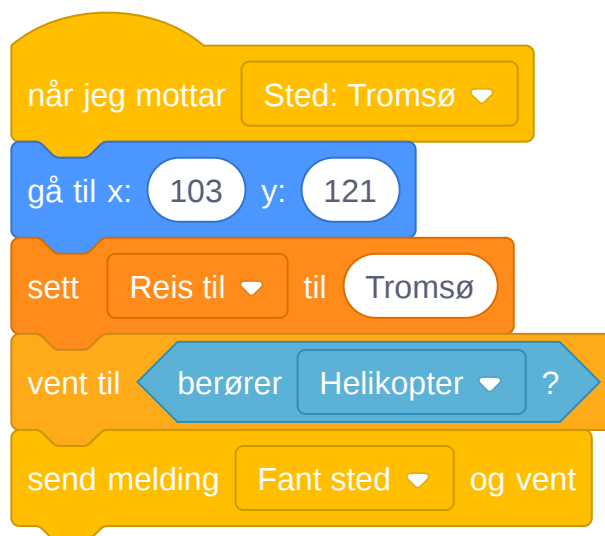 når jeg mottar Sted: Tromsø
gå til x: 103 y: 121
sett Reis til til Tromsø
vent til berører Helikopter ?
send melding Fant sted og vent